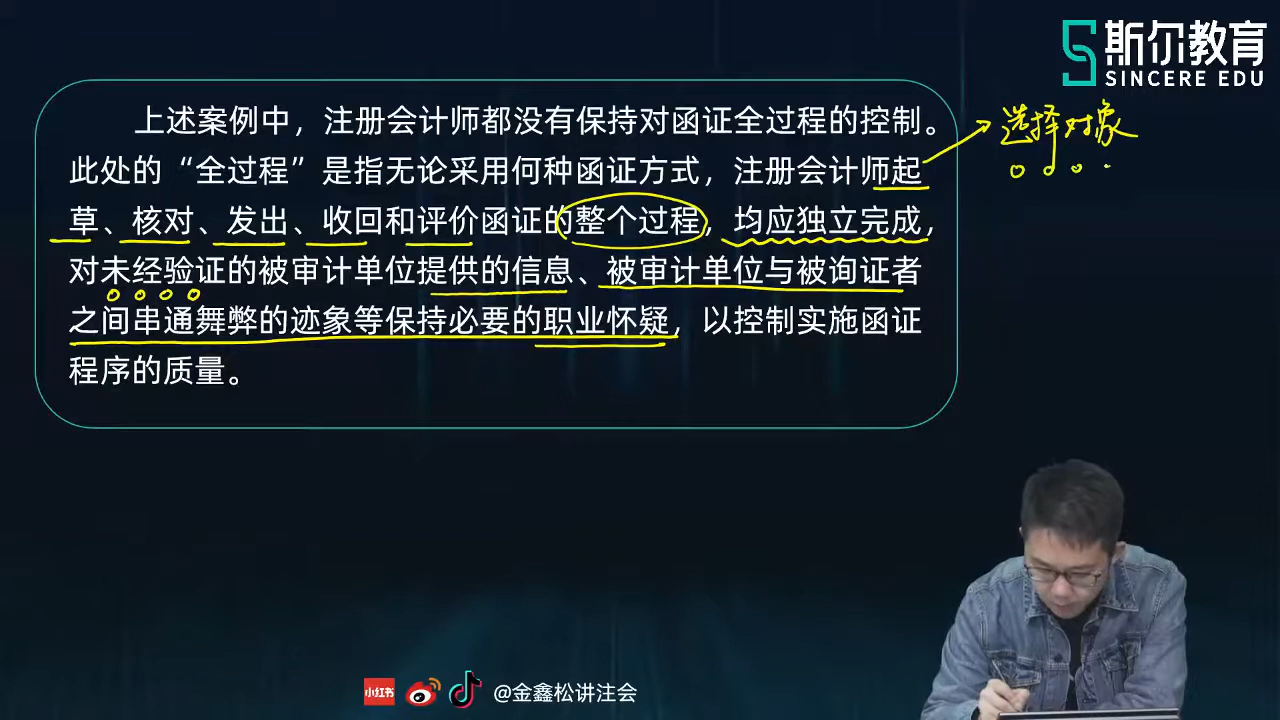 斯尔教育
SINCERE EDU
上述案例中，注册会计师都没有保持对函证全过程的控制。
此处的“全过程”是指无论采用何种函证方式，注册会计师起
草、核对、发出、收回和评价函证的整个过程，均应独立完成，
对未经验证的被审计单位提供的信息、被审计单位与被询证者
之间串通舞弊的迹象等保持必要的职业怀疑，以控制实施函证
程序的质量。
选择对象
小红书
@金鑫松讲注会